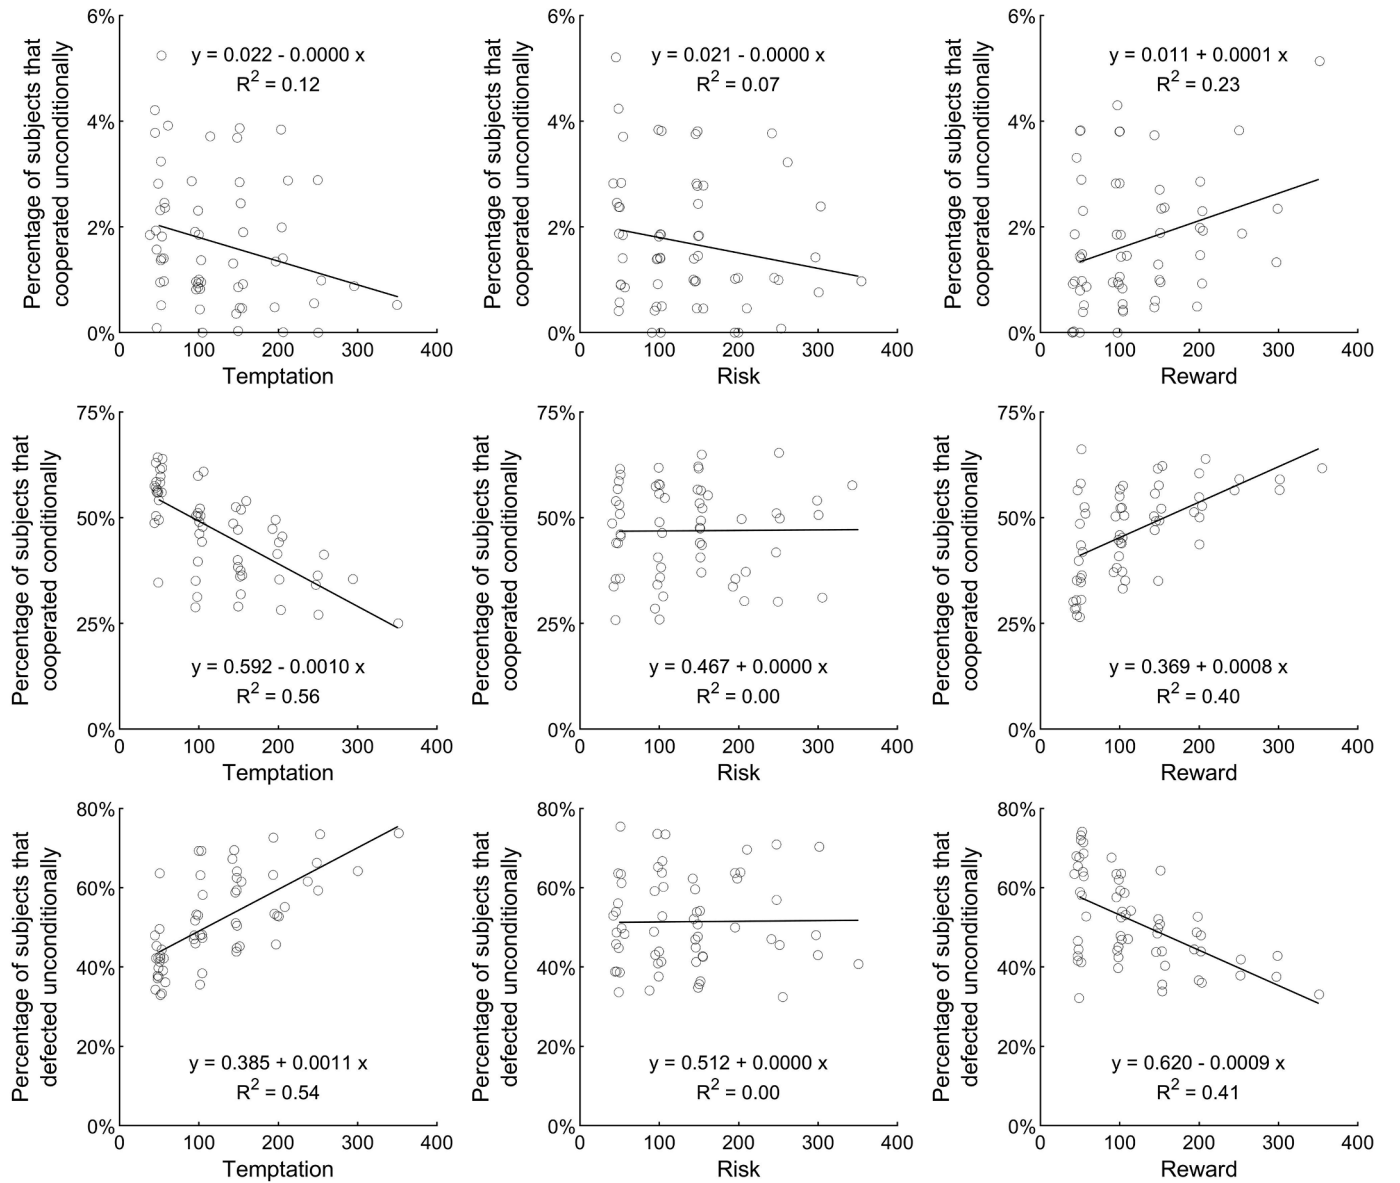 6%
4%
2%
0%
Percentage of subjects that
cooperated unconditionally
y = 0.022 - 0.0000 x
R² = 0.12
0 100 200 300 400
Temptation
6%
4%
2%
0%
Percentage of subjects that
cooperated unconditionally
y = 0.021 - 0.0000 x
R² = 0.07
0 100 200 300 400
Risk
6%
4%
2%
0%
Percentage of subjects that
cooperated unconditionally
y = 0.011 + 0.0001 x
R² = 0.23
0 100 200 300 400
Reward
75%
50%
25%
0%
Percentage of subjects that
cooperated conditionally
y = 0.592 - 0.0010 x
R² = 0.56
0 100 200 300 400
Temptation
75%
50%
25%
0%
Percentage of subjects that
cooperated conditionally
y = 0.467 + 0.0000 x
R² = 0.00
0 100 200 300 400
Risk
75%
50%
25%
0%
Percentage of subjects that
cooperated conditionally
y = 0.369 + 0.0008 x
R² = 0.40
0 100 200 300 400
Reward
80%
60%
40%
20%
0%
Percentage of subjects that
defected unconditionally
y = 0.385 + 0.0011 x
R² = 0.54
0 100 200 300 400
Temptation
80%
60%
40%
20%
0%
Percentage of subjects that
defected unconditionally
y = 0.512 + 0.0000 x
R² = 0.00
0 100 200 300 400
Risk
80%
60%
40%
20%
0%
Percentage of subjects that
defected unconditionally
y = 0.620 - 0.0009 x
R² = 0.41
0 100 200 300 400
Reward